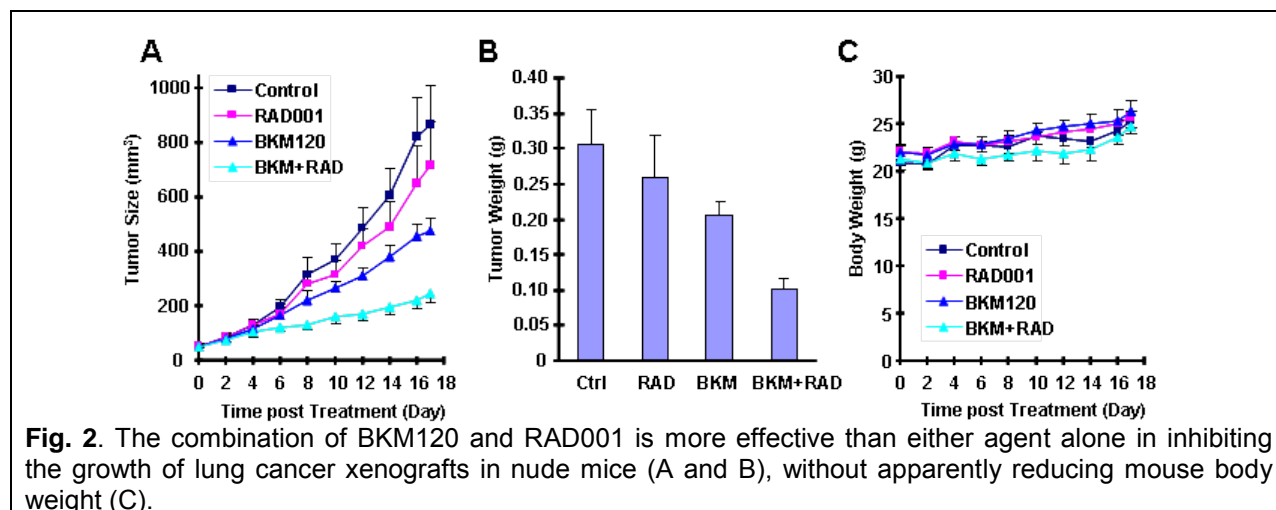 A
Tumor Size (mm³)
1000
800
600
400
200
0
Control
RAD001
BKM120
BKM+RAD
0 2 4 6 8 10 12 14 16 18
Time post Treatment (Day)
B
Tumor Weight (g)
0.40
0.35
0.30
0.25
0.20
0.15
0.10
0.05
0.00
Ctrl RAD BKM BKM+RAD
C
Body Weight (g)
30
25
20
15
10
5
0
Control
RAD001
BKM120
BKM+RAD
0 2 4 6 8 10 12 14 16 18
Time post Treatment (Day)
Fig. 2. The combination of BKM120 and RAD001 is more effective than either agent alone in inhibiting
the growth of lung cancer xenografts in nude mice (A and B), without apparently reducing mouse body
weight (C).